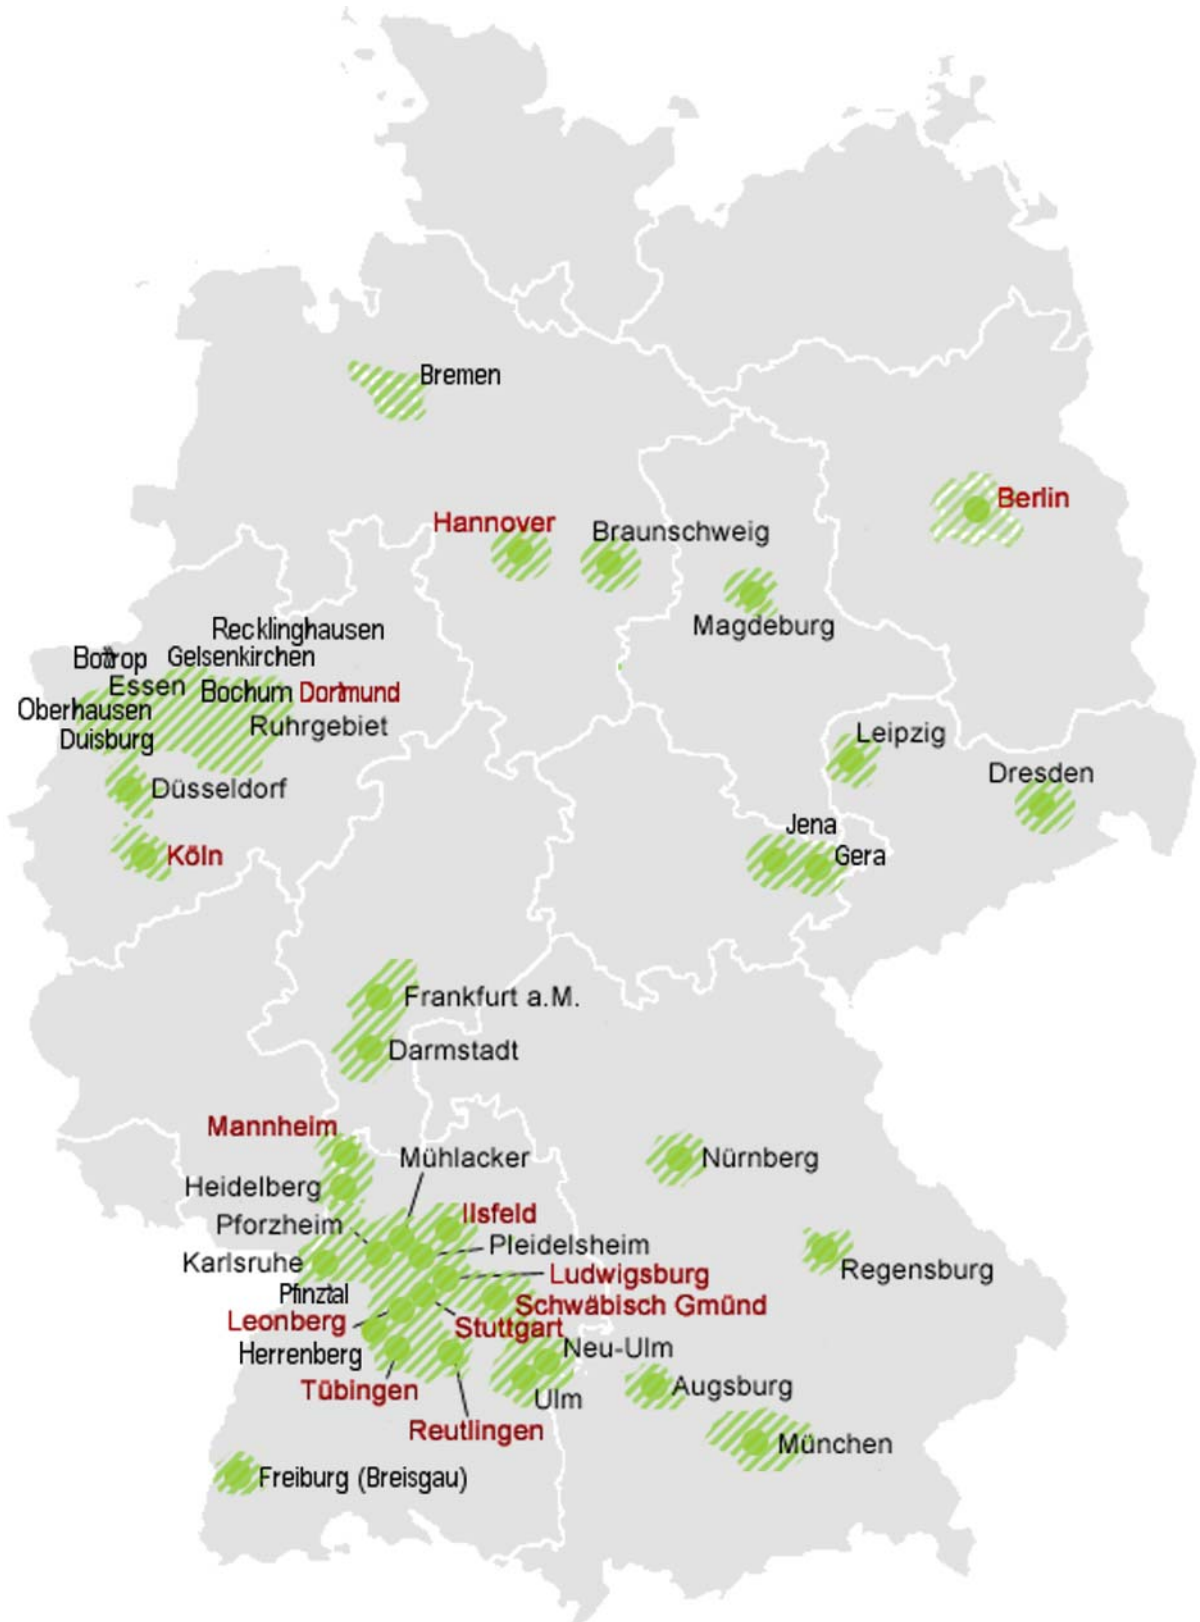 Bremen
Berlin
Hannover
Braunschweig
Magdeburg
Recklinghausen
Bottrop
Gelsenkirchen
Essen
Bochum
Dortmund
Oberhausen
Ruhrgebiet
Duisburg
Leipzig
Dresden
Düsseldorf
Jena
Köln
Gera
Frankfurt a.M.
Darmstadt
Mannheim
Mühlacker
Nürnberg
Heidelberg
Ilsfeld
Pforzheim
Pleidelsheim
Karlsruhe
Regensburg
Ludwigsburg
Pfinztal
Schwäbisch Gmünd
Leonberg
Stuttgart
Herrenberg
Neu-Ulm
Tübingen
Augsburg
Ulm
Reutlingen
München
Freiburg (Breisgau)